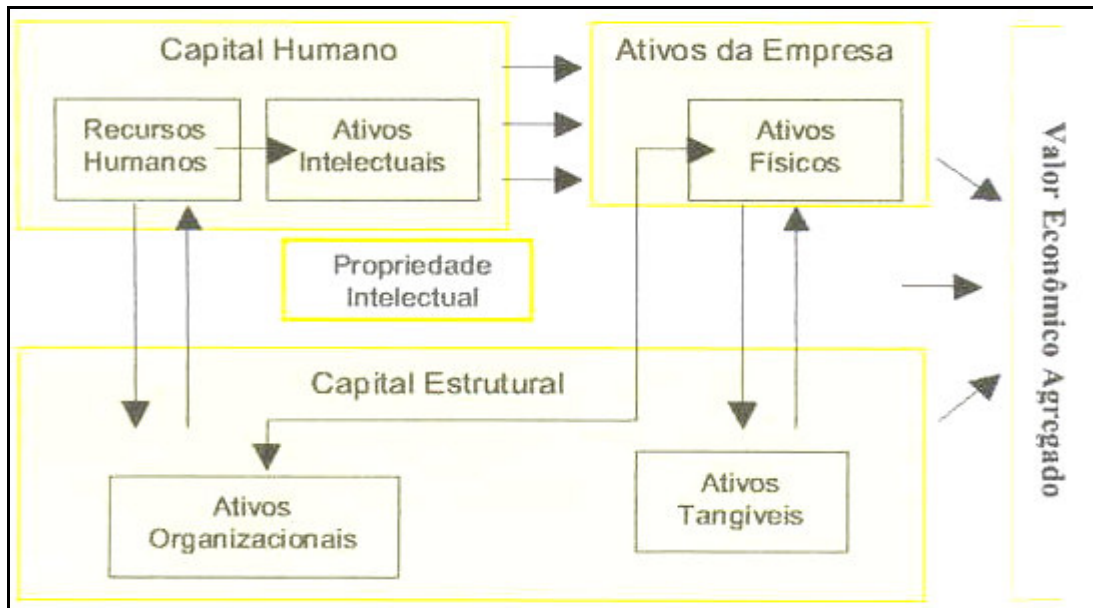 Capital Humano
Ativos da Empresa
Recursos
Humanos
Ativos
Intelectuais
Ativos
Físicos
Propriedade
Intelectual
Capital Estrutural
Ativos
Organizacionais
Ativos
Tangíveis
Valor Econômico Agregado